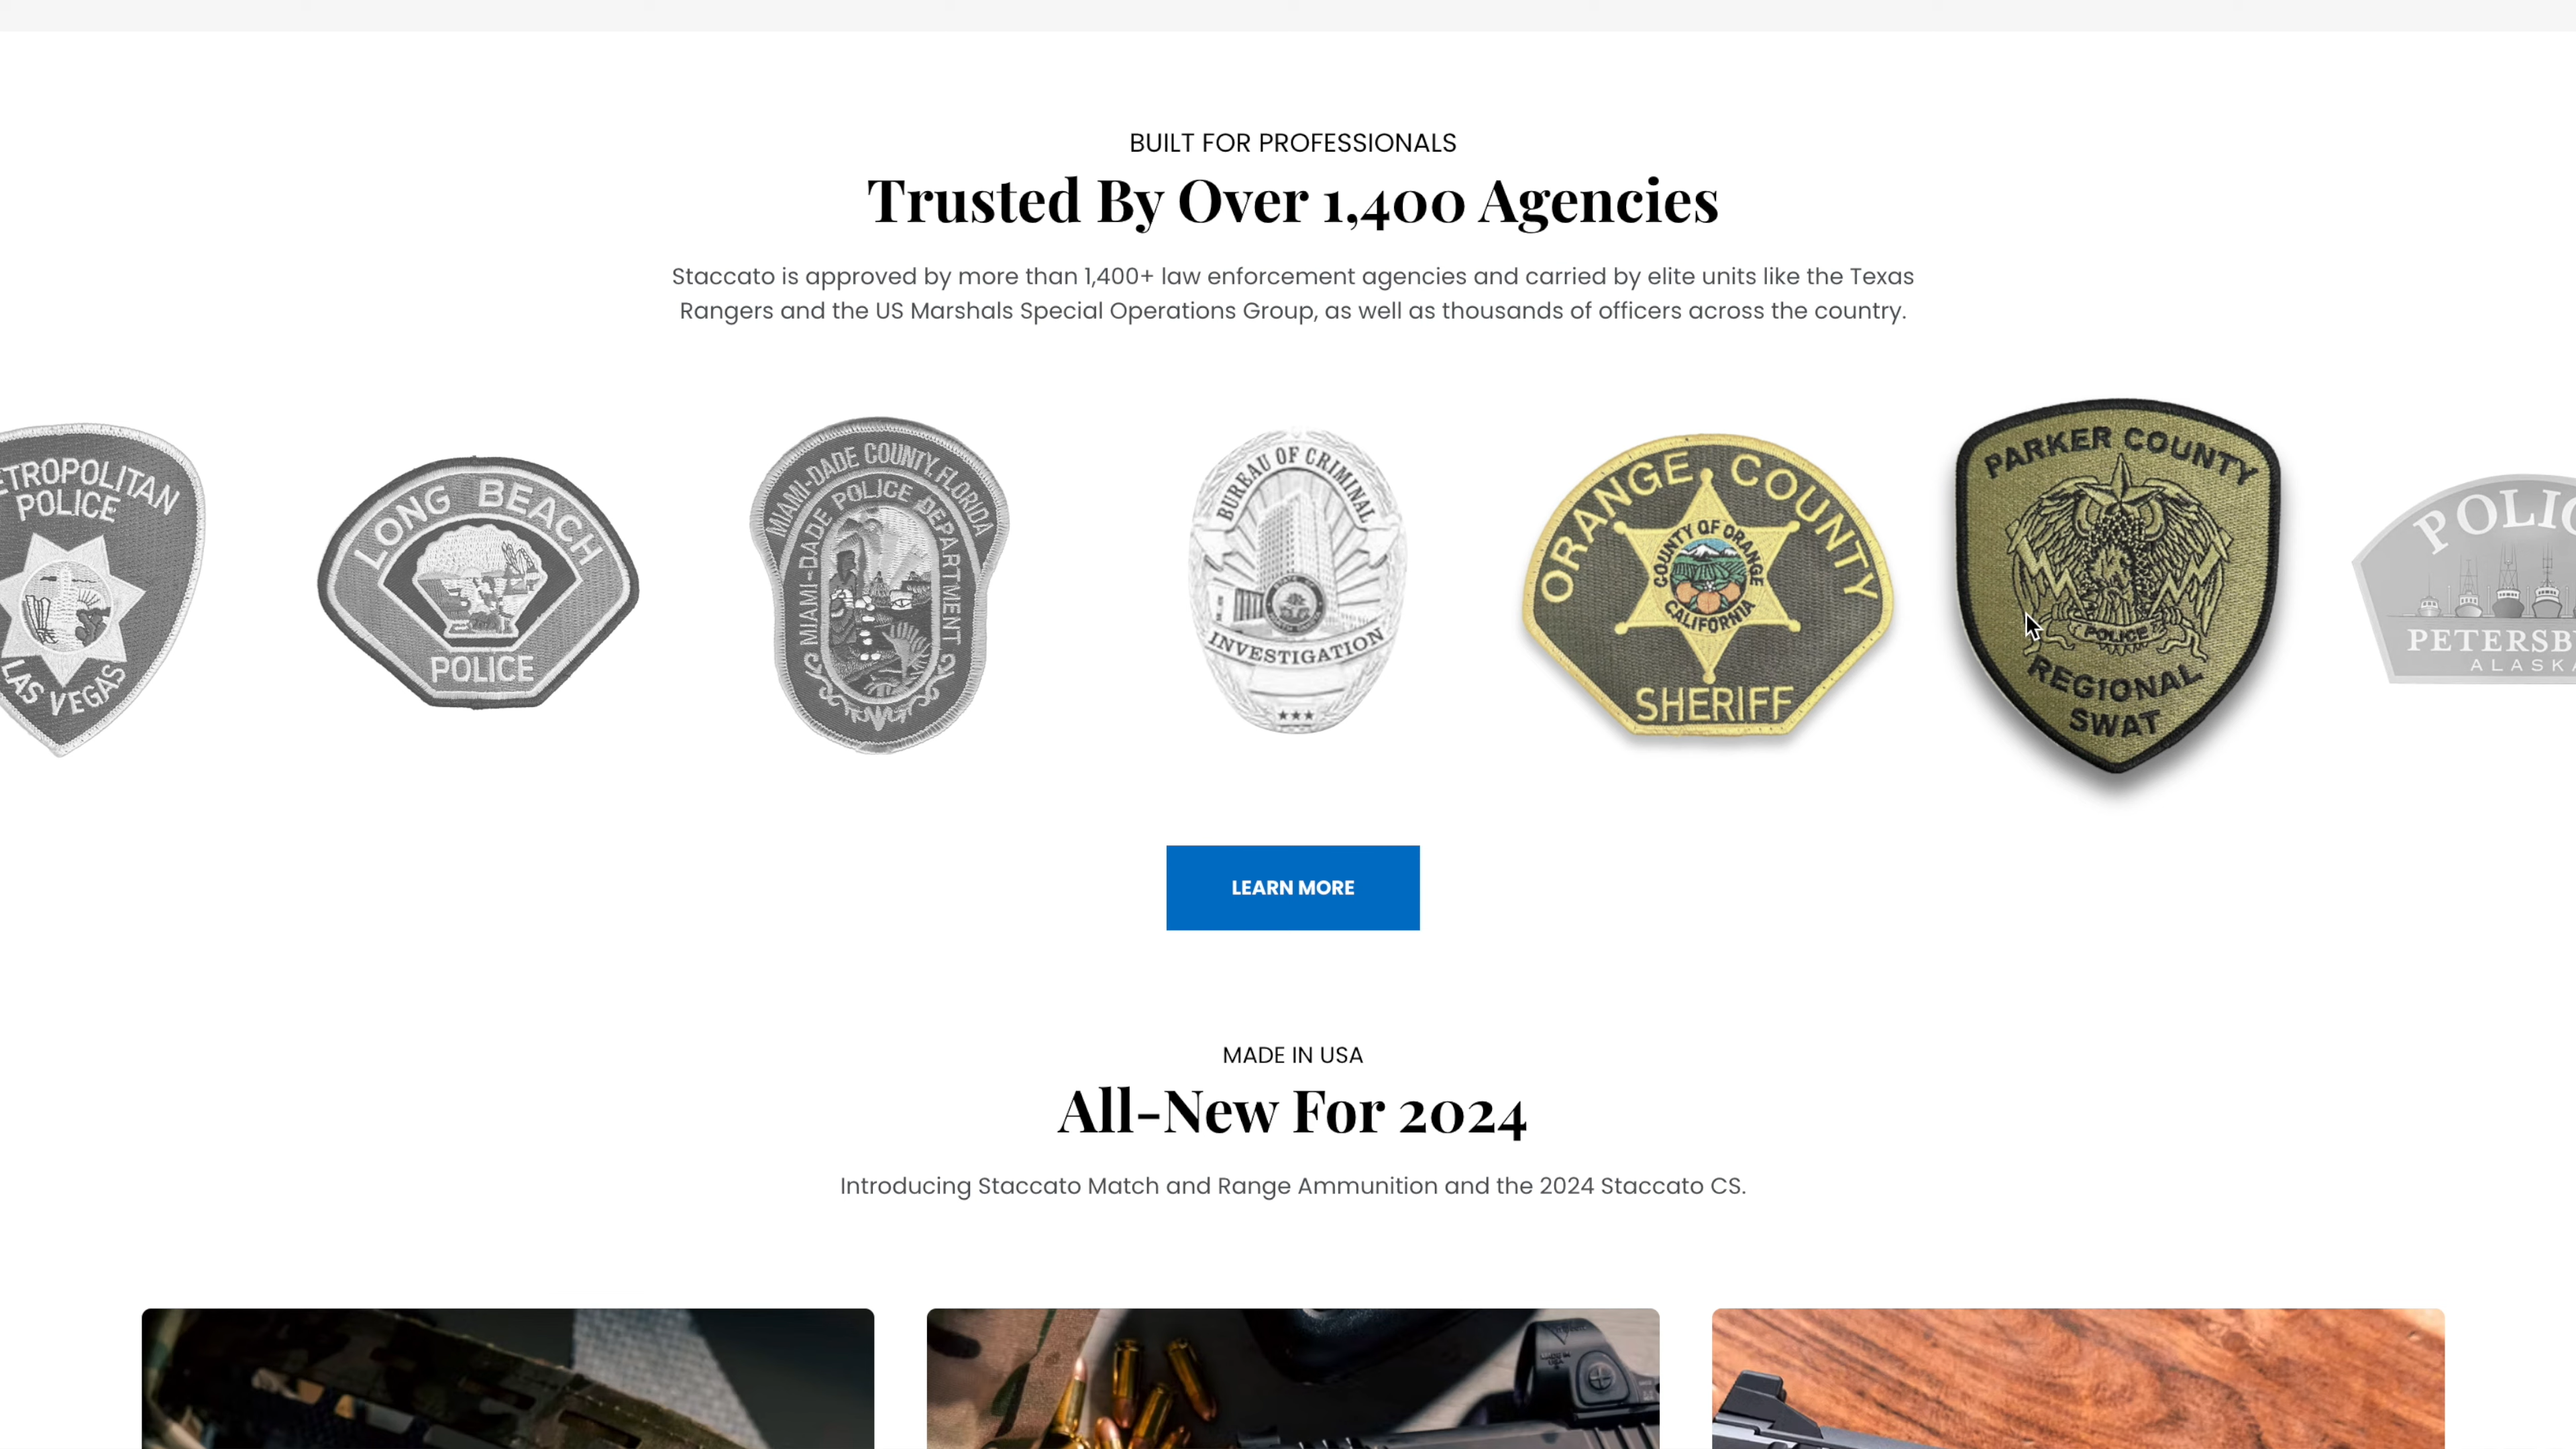 BUILT FOR PROFESSIONALS
Trusted By Over 1,400 Agencies
Staccato is approved by more than 1,400+ law enforcement agencies and carried by elite units like the Texas
Rangers and the US Marshals Special Operations Group, as well as thousands of officers across the country.
ETROPOLITAN
POLICE
LAS VEGAS
LONG BEACH
POLICE
MIAMI-DADE COUNTY, FLORIDA
MIAMI-DADE POLICE DEPARTMENT
BUREAU OF CRIMINAL
INVESTIGATION
ORANGE COUNTY
COUNTY OF ORANGE
CALIFORNIA
SHERIFF
PARKER COUNTY
POLICE
REGIONAL
SWAT
POLIC
PETERSB
ALASK
LEARN MORE
MADE IN USA
All-New For 2024
Introducing Staccato Match and Range Ammunition and the 2024 Staccato CS.